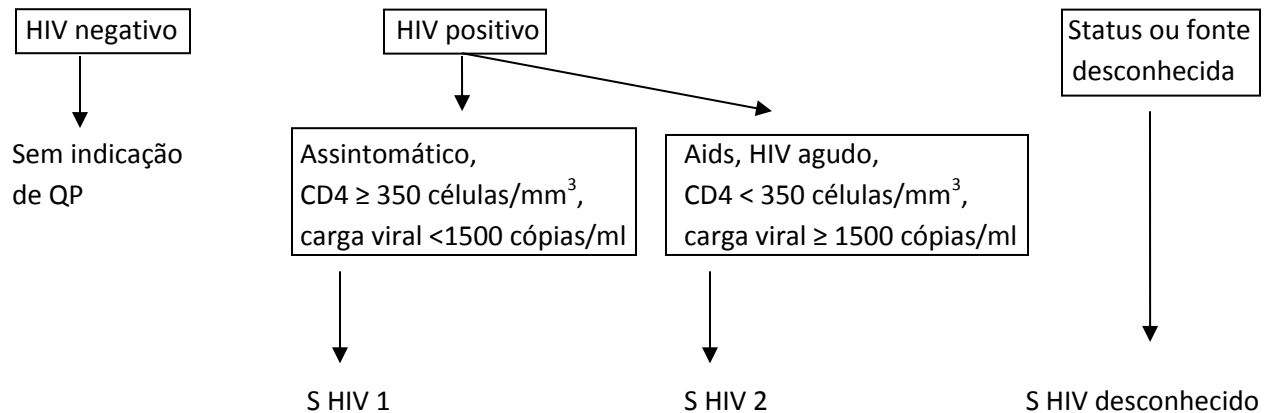 HIV negativo
HIV positivo
Status ou fonte
desconhecida
Sem indicação
de QP
Assintomático,
CD4 ≥ 350 células/mm³,
carga viral <1500 cópias/ml
Aids, HIV agudo,
CD4 < 350 células/mm³,
carga viral ≥ 1500 cópias/ml
S HIV 1
S HIV 2
S HIV desconhecido